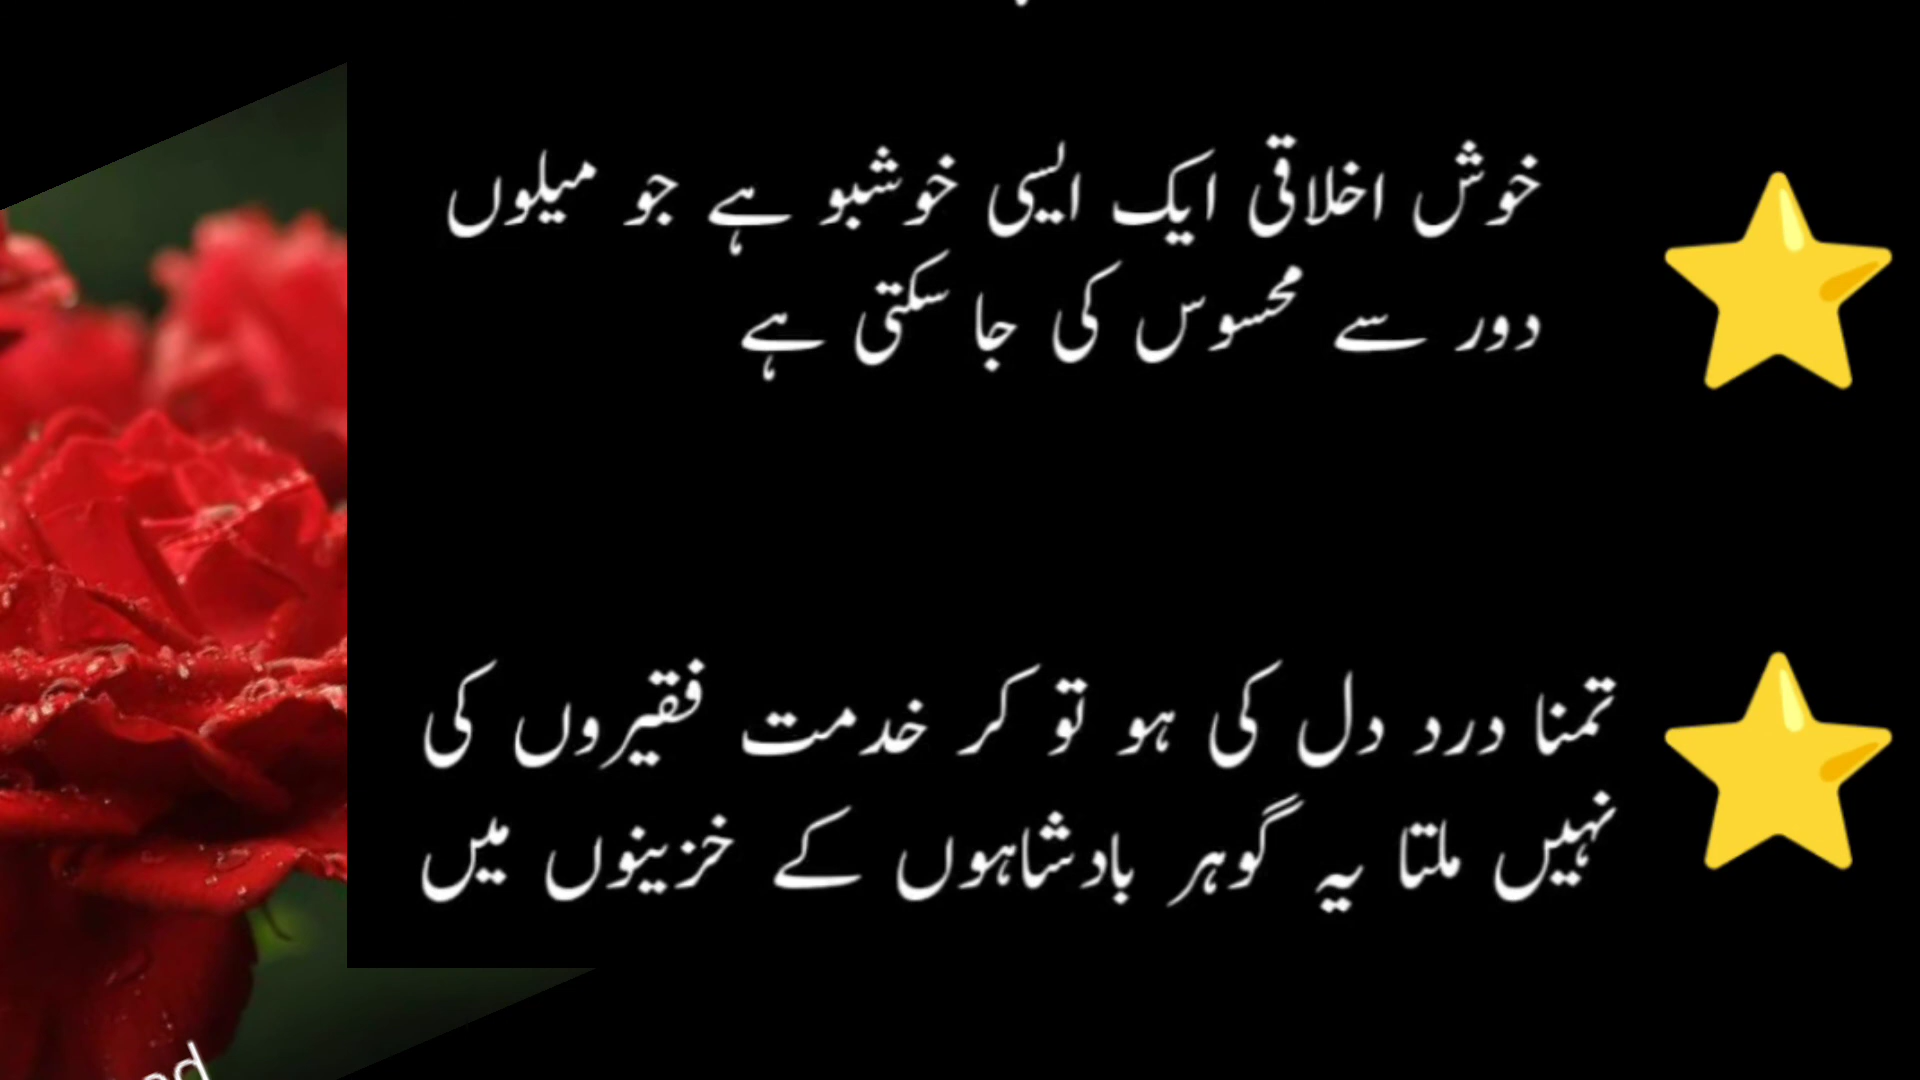 خوش اخلاقی ایک ایسی خوشبو ہے جو میلوں
دور سے محسوس کی جا سکتی ہے
تمنا درد دل کی ہو تو کر خدمت فقیروں کی
نہیں ملتا یہ گوہر بادشاہوں کے خزینوں میں